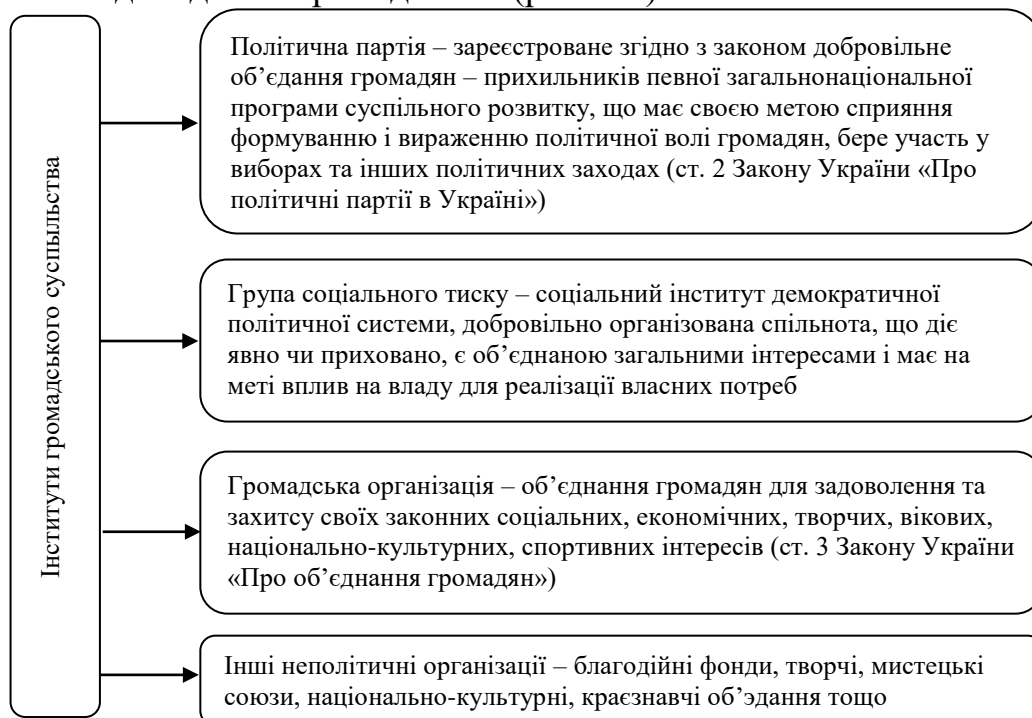 Інститути громадського суспыльства
Політична партія – зареєстроване згідно з законом добровільне
об’єдання громадян – прихильників певної загальнонаціональної
програми суспільного розвитку, що має своєю метою сприяння
формуванню і вираженню політичної волі громадян, бере участь у
виборах та інших політичних заходах (ст. 2 Закону України «Про
політичні партії в Україні»)
Група соціального тиску – соціальний інститут демократичної
політичної системи, добровільно організована спільнота, що діє
явно чи приховано, є об’єднаною загальними інтересами і має на
меті вплив на владу для реалізації власних потреб
Громадська організація – об’єднання громадян для задоволення та
захитсу своїх законних соціальних, економічних, творчих, вікових,
національно-культурних, спортивних інтересів (ст. 3 Закону України
«Про об’єднання громадян»)
Інші неполітичні організації – благодійні фонди, творчі, мистецькі
союзи, національно-культурні, краєзнавчі об’эдання тощо